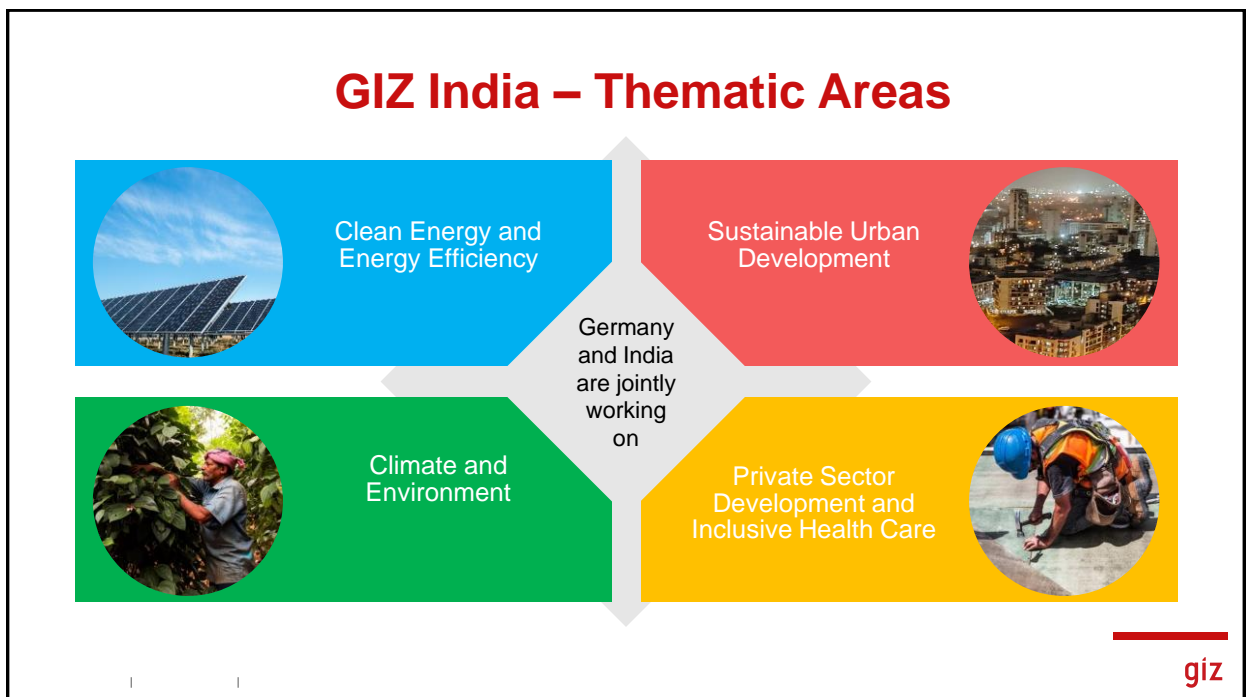 GIZ India – Thematic Areas
Clean Energy and
Energy Efficiency
Sustainable Urban
Development
Germany
and India
are jointly
working
on
Climate and
Environment
Private Sector
Development and
Inclusive Health Care
giz